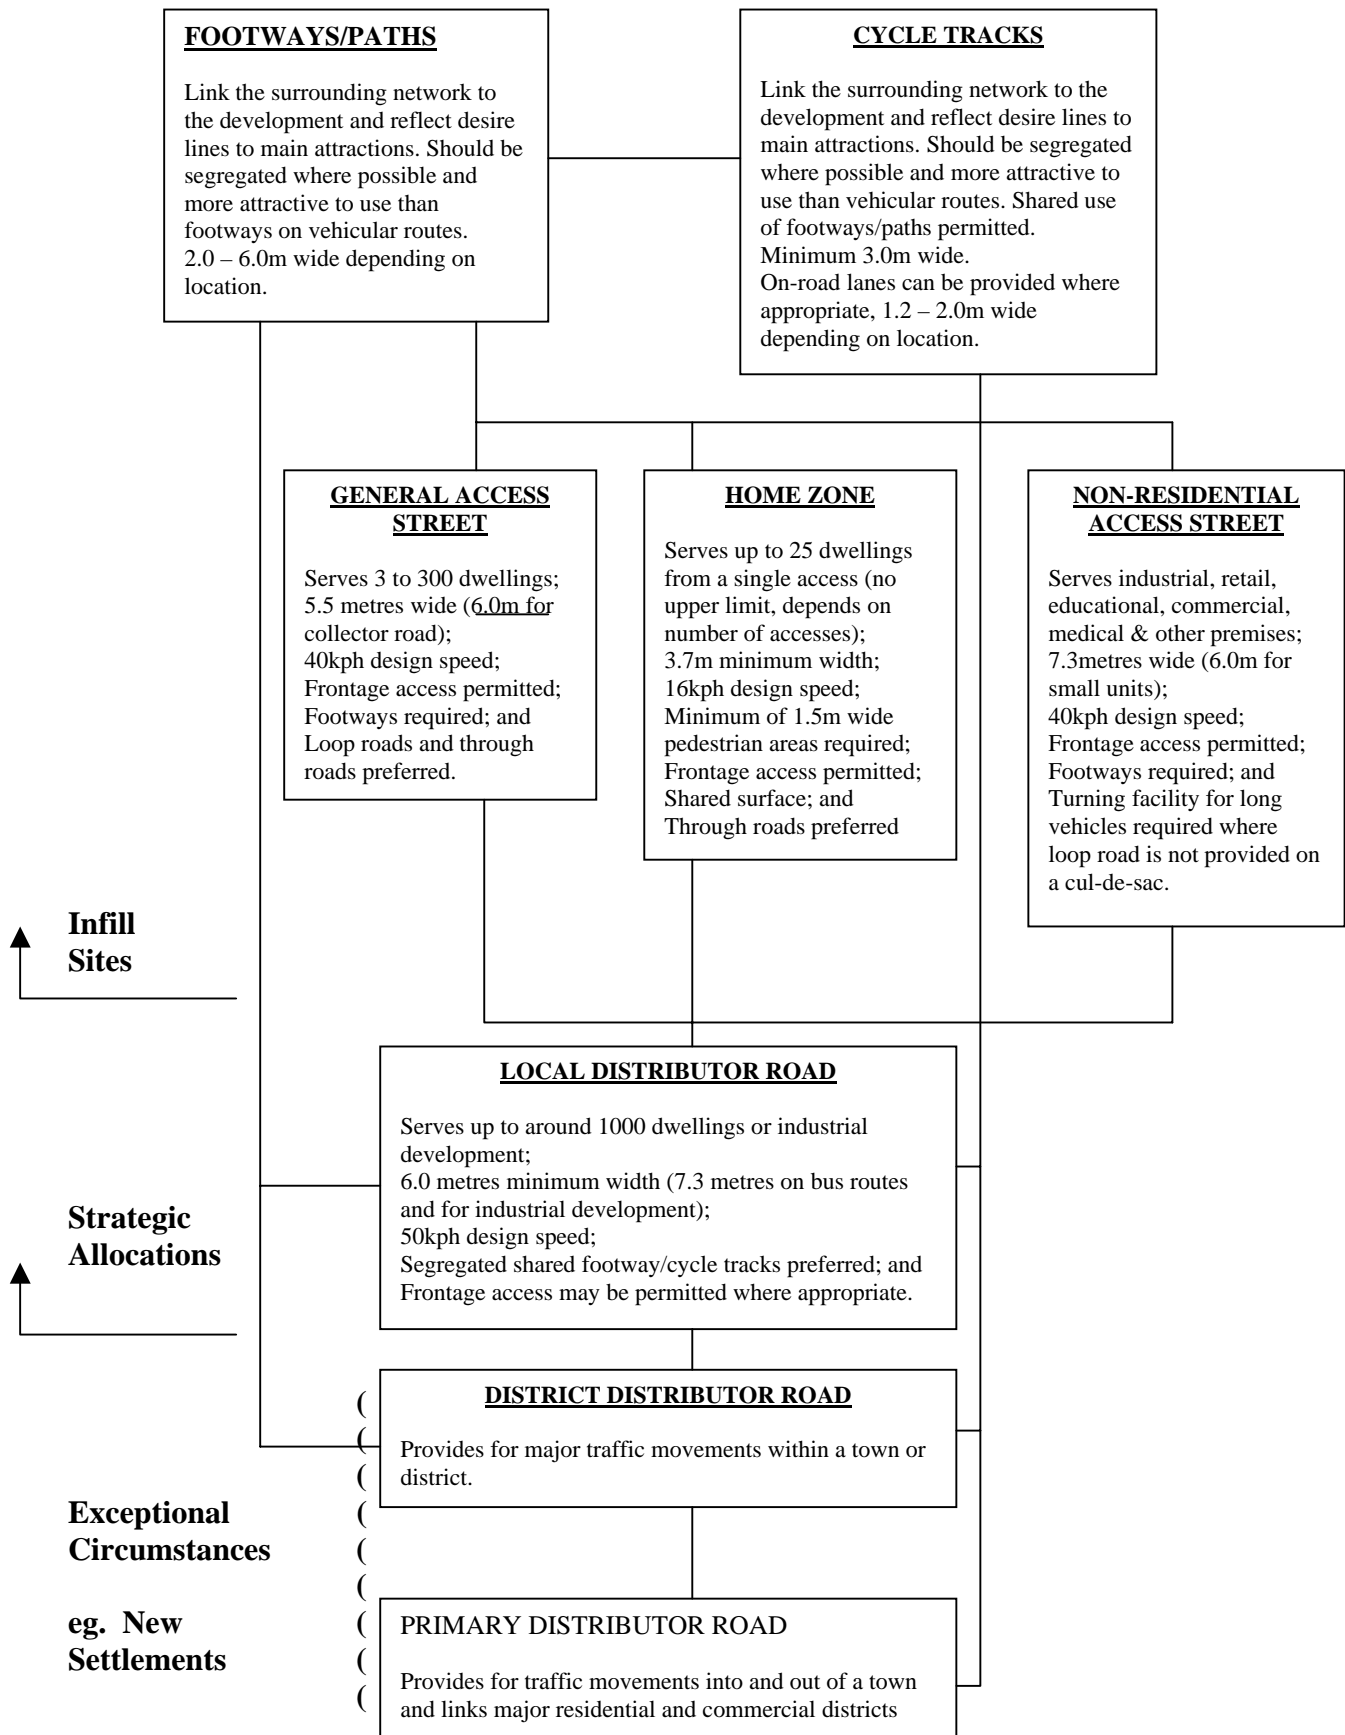 FOOTWAYS/PATHS
Link the surrounding network to
the development and reflect desire
lines to main attractions. Should be
segregated where possible and
more attractive to use than
footways on vehicular routes.
2.0 – 6.0m wide depending on
location.
CYCLE TRACKS
Link the surrounding network to the
development and reflect desire lines to
main attractions. Should be segregated
where possible and more attractive to
use than vehicular routes. Shared use
of footways/paths permitted.
Minimum 3.0m wide.
On-road lanes can be provided where
appropriate, 1.2 – 2.0m wide
depending on location.
GENERAL ACCESS
STREET
Serves 3 to 300 dwellings;
5.5 metres wide (6.0m for
collector road);
40kph design speed;
Frontage access permitted;
Footways required; and
Loop roads and through
roads preferred.
HOME ZONE
Serves up to 25 dwellings
from a single access (no
upper limit, depends on
number of accesses);
3.7m minimum width;
16kph design speed;
Minimum of 1.5m wide
pedestrian areas required;
Frontage access permitted;
Shared surface; and
Through roads preferred
NON-RESIDENTIAL
ACCESS STREET
Serves industrial, retail,
educational, commercial,
medical & other premises;
7.3metres wide (6.0m for
small units);
40kph design speed;
Frontage access permitted;
Footways required; and
Turning facility for long
vehicles required where
loop road is not provided on
a cul-de-sac.
Infill
Sites
LOCAL DISTRIBUTOR ROAD
Serves up to around 1000 dwellings or industrial
development;
6.0 metres minimum width (7.3 metres on bus routes
and for industrial development);
50kph design speed;
Segregated shared footway/cycle tracks preferred; and
Frontage access may be permitted where appropriate.
Strategic
Allocations
DISTRICT DISTRIBUTOR ROAD
Provides for major traffic movements within a town or
district.
Exceptional
Circumstances
eg. New
Settlements
(
(
(
(
(
(
(
(
(
PRIMARY DISTRIBUTOR ROAD
Provides for traffic movements into and out of a town
and links major residential and commercial districts